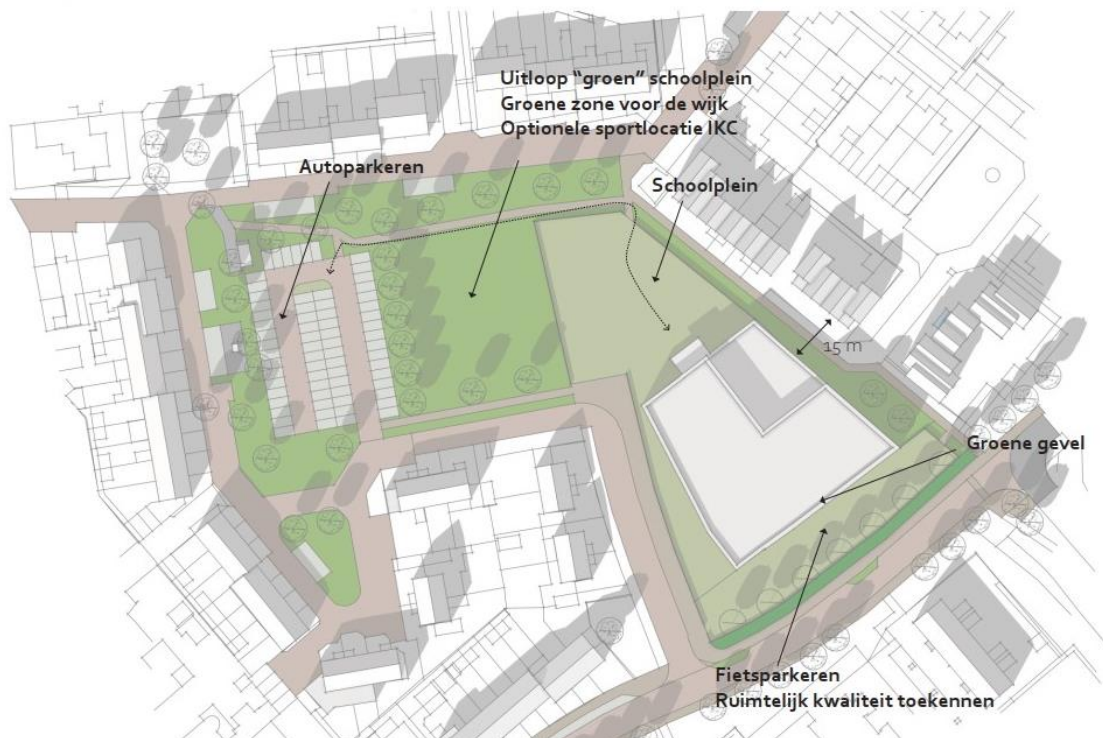 Uitloop “groen” schoolplein
Groene zone voor de wijk
Optionele sportlocatie IKC
Autoparkeren
Schoolplein
15 m
Groene gevel
Fietsparkeren
Ruimtelijk kwaliteit toekennen